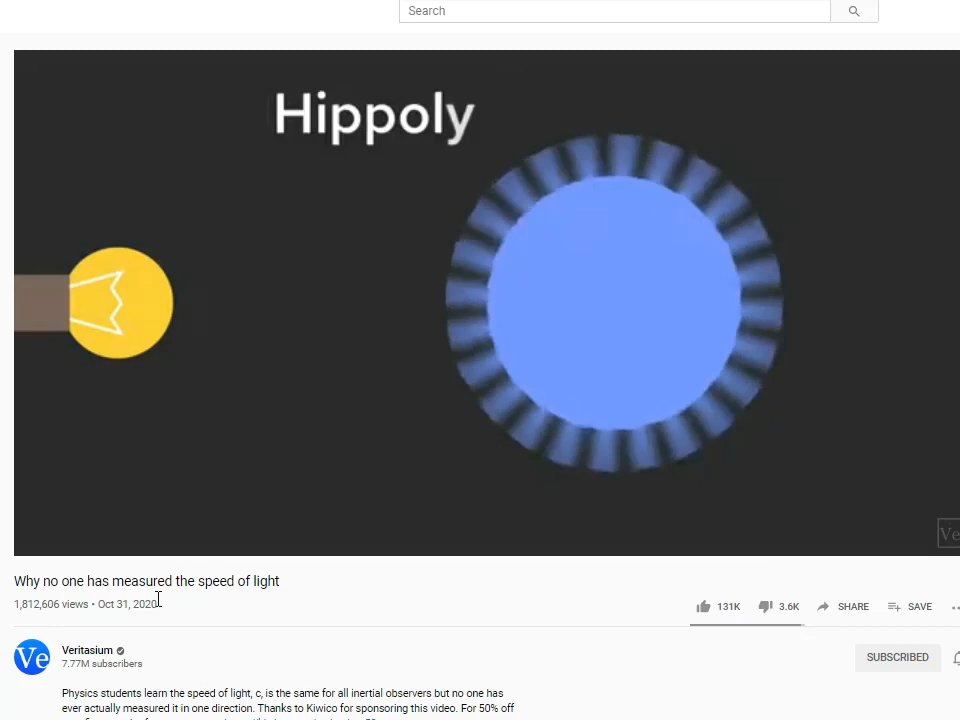 Search
Hippoly
Ve
Why no one has measured the speed of light
1,812,606 views • Oct 31, 2020
131K
3.6K
SHARE
SAVE
Ve
Veritasium
7.77M subscribers
SUBSCRIBED
Physics students learn the speed of light, c, is the same for all inertial observers but no one has
ever actually measured it in one direction. Thanks to Kiwico for sponsoring this video. For 50% off